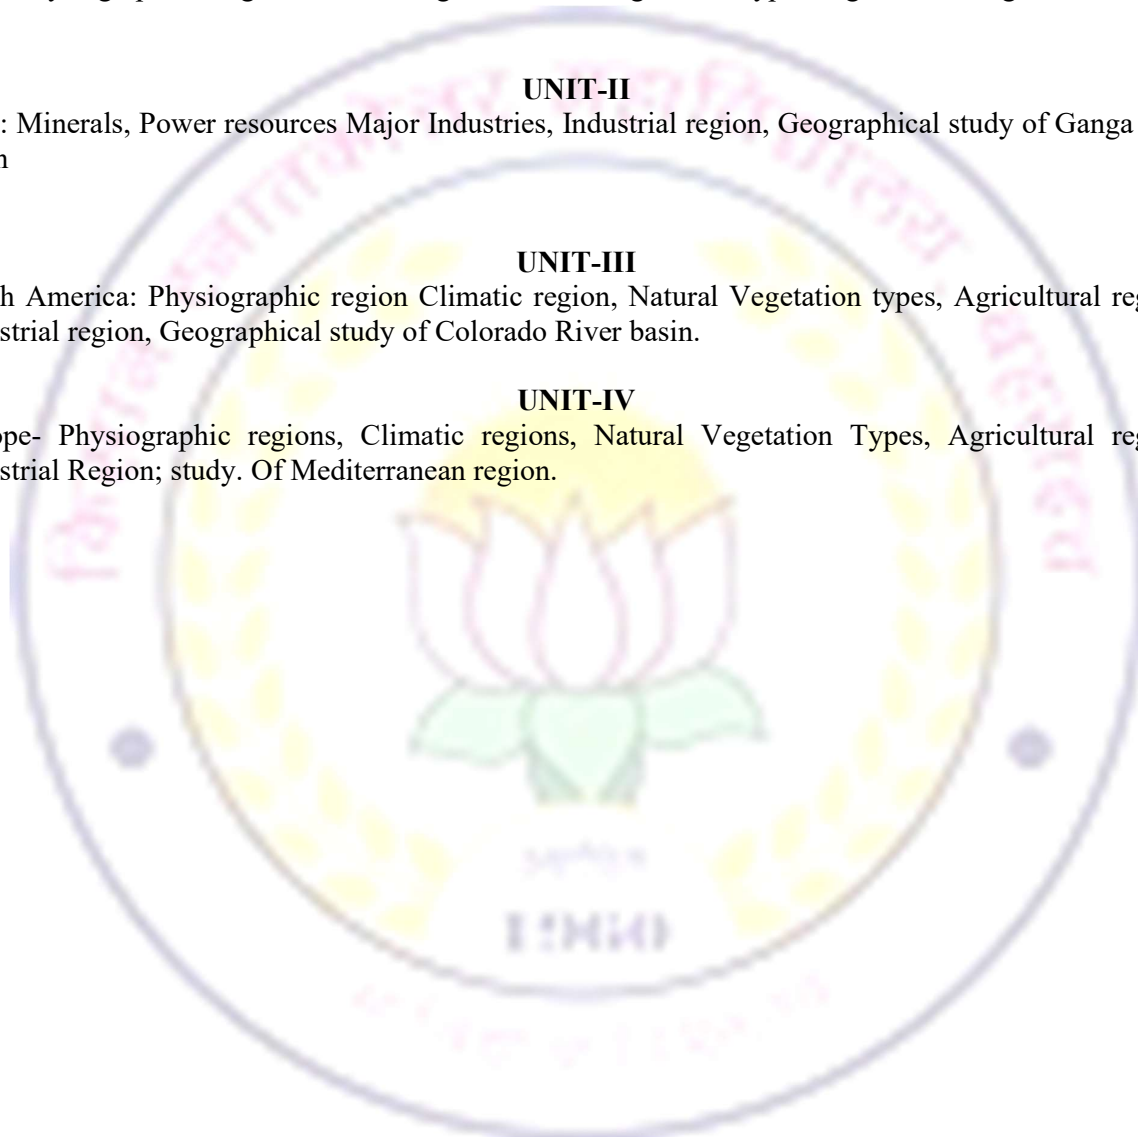 UNIT-II
: Minerals, Power resources Major Industries, Industrial region, Geographical study of Ganga
n
UNIT-III
h America: Physiographic region Climatic region, Natural Vegetation types, Agricultural reg
strial region, Geographical study of Colorado River basin.
UNIT-IV
ope- Physiographic regions, Climatic regions, Natural Vegetation Types, Agricultural reg
strial Region; study. Of Mediterranean region.
1960